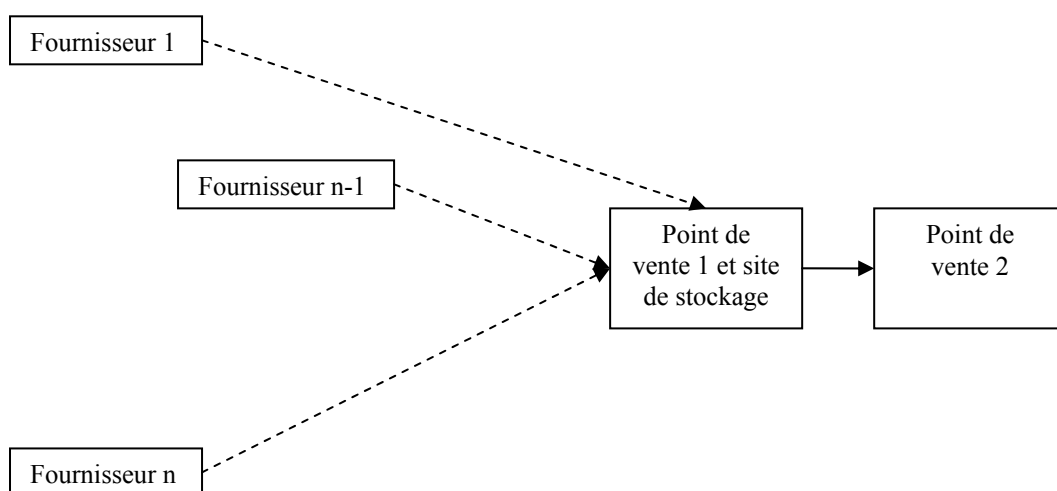 Fournisseur 1
Fournisseur n-1
Point de
vente 1 et site
de stockage
Point de
vente 2
Fournisseur n